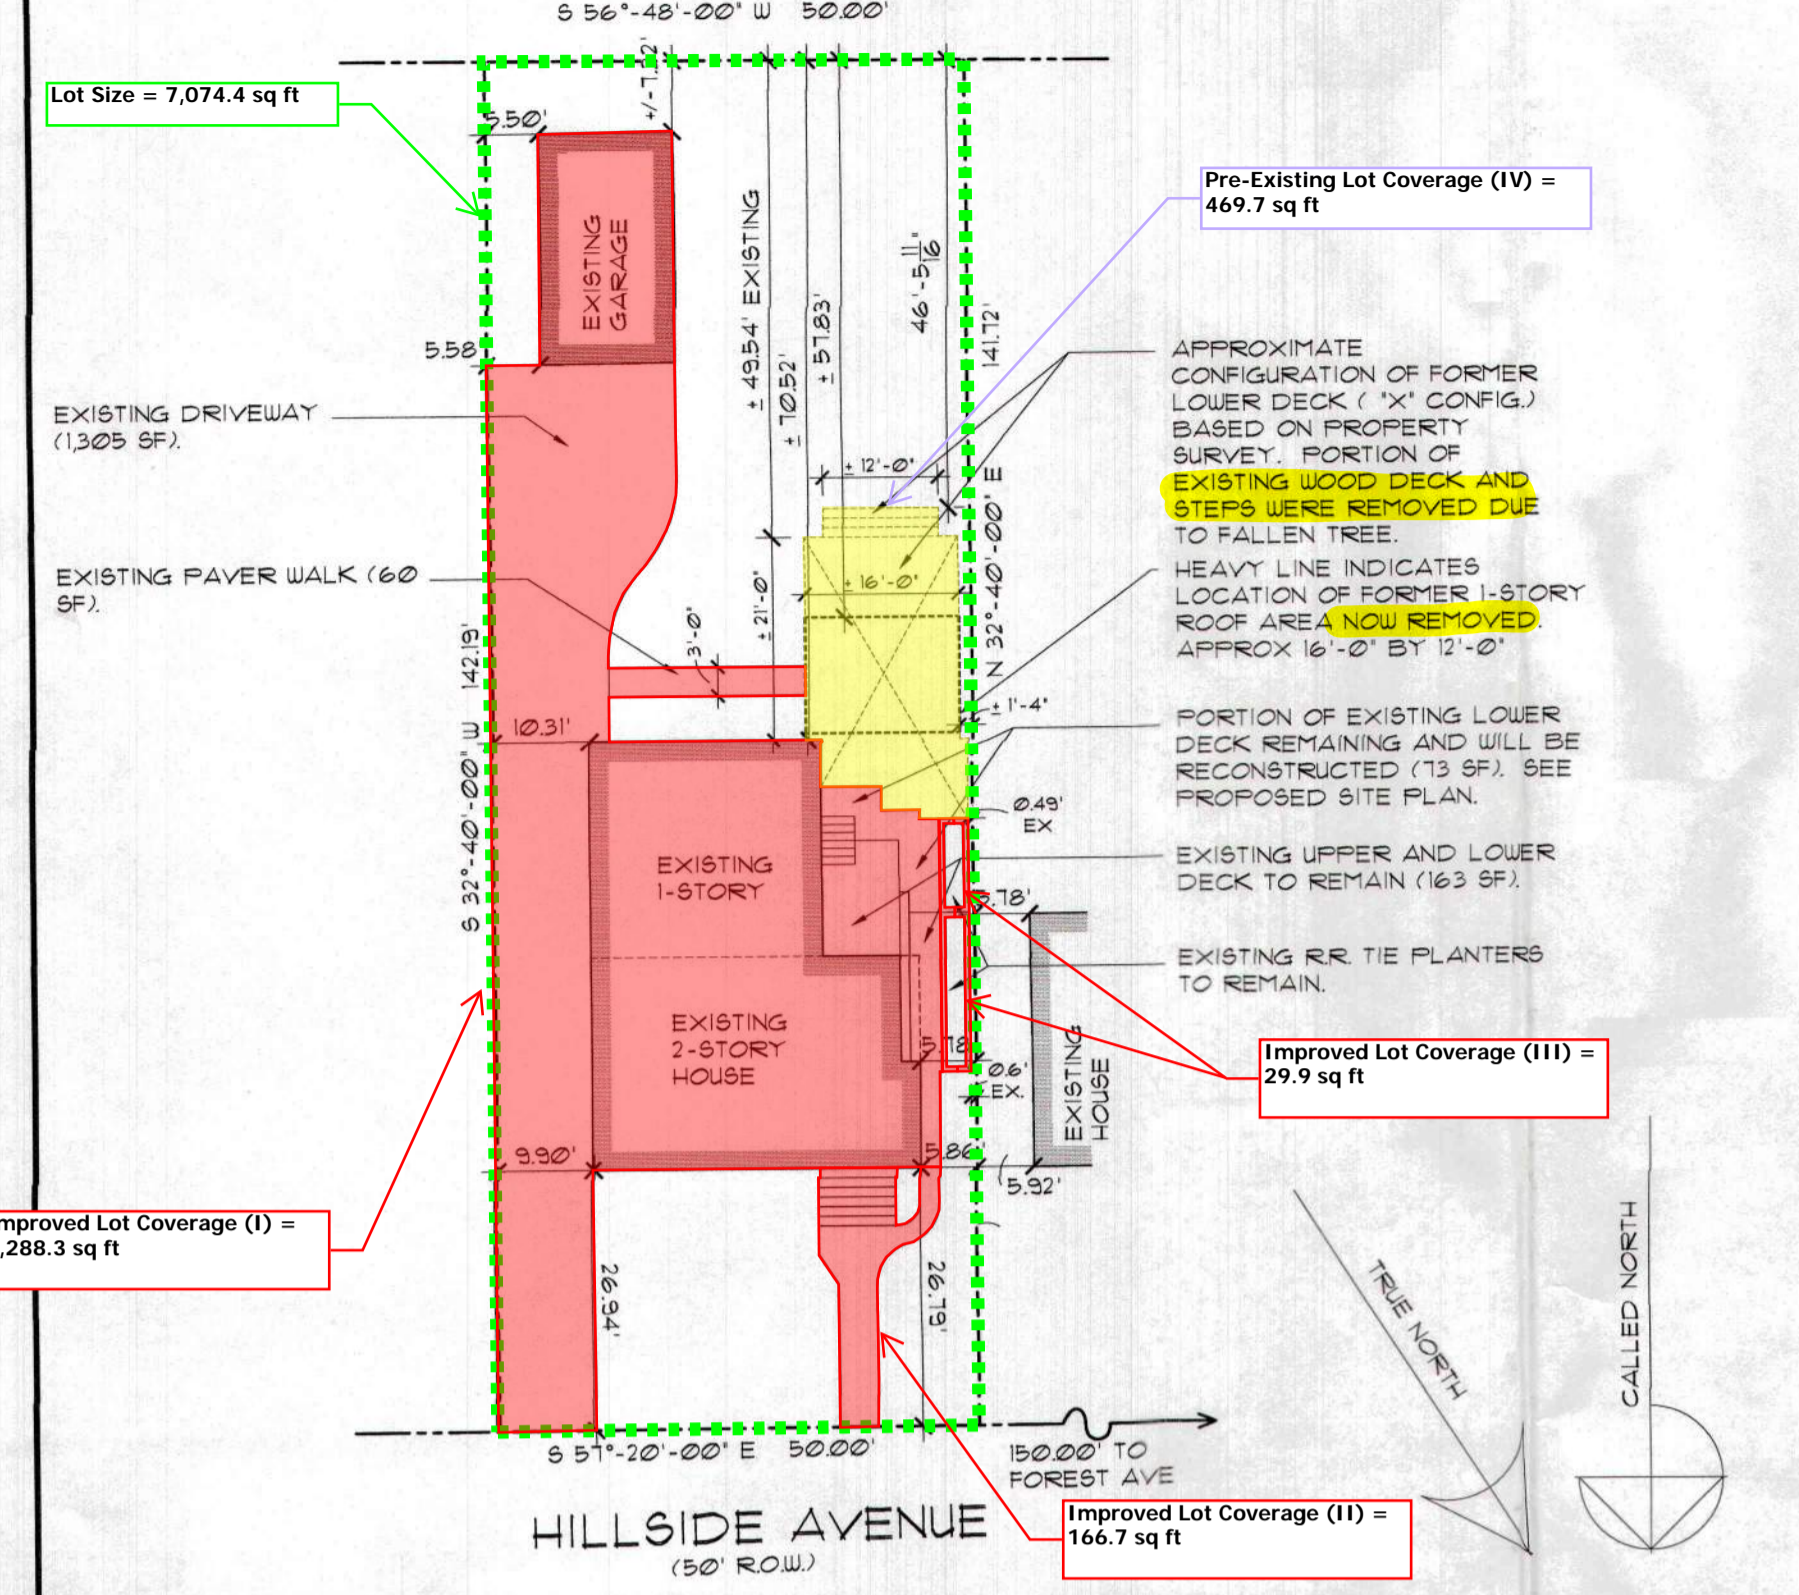 S 56°-48'-00" W 50.00'
Lot Size = 7,074.4 sq ft
5.50'
+/-7.22'
EXISTING
GARAGE
± 49.54' EXISTING
± 70.52'
± 57.83'
46'-5 11/16"
141.72'
Pre-Existing Lot Coverage (IV) =
469.7 sq ft
5.58'
EXISTING DRIVEWAY
(1,305 SF).
APPROXIMATE
CONFIGURATION OF FORMER
LOWER DECK ( "X" CONFIG.)
BASED ON PROPERTY
SURVEY. PORTION OF
EXISTING WOOD DECK AND
STEPS WERE REMOVED DUE
TO FALLEN TREE.
± 12'-0"
N 32°-40'-00" E
EXISTING PAVER WALK (60
SF).
± 16'-0"
± 21'-0"
3'-0"
HEAVY LINE INDICATES
LOCATION OF FORMER 1-STORY
ROOF AREA NOW REMOVED.
APPROX 16'-0" BY 12'-0"
142.19'
S 32°-40'-00" W
10.31'
± 1'-4"
PORTION OF EXISTING LOWER
DECK REMAINING AND WILL BE
RECONSTRUCTED (73 SF). SEE
PROPOSED SITE PLAN.
0.49'
EX
EXISTING
1-STORY
EXISTING UPPER AND LOWER
DECK TO REMAIN (163 SF).
5.78'
EXISTING R.R. TIE PLANTERS
TO REMAIN.
EXISTING
2-STORY
HOUSE
5.78
0.6'
EX.
EXISTING
HOUSE
Improved Lot Coverage (III) =
29.9 sq ft
9.90'
5.86'
5.92'
mproved Lot Coverage (I) =
,288.3 sq ft
26.94'
26.79'
TRUE NORTH
CALLED NORTH
S 57°-20'-00" E 50.00'
150.00' TO
FOREST AVE
HILLSIDE AVENUE
(50' R.O.W.)
Improved Lot Coverage (II) =
166.7 sq ft